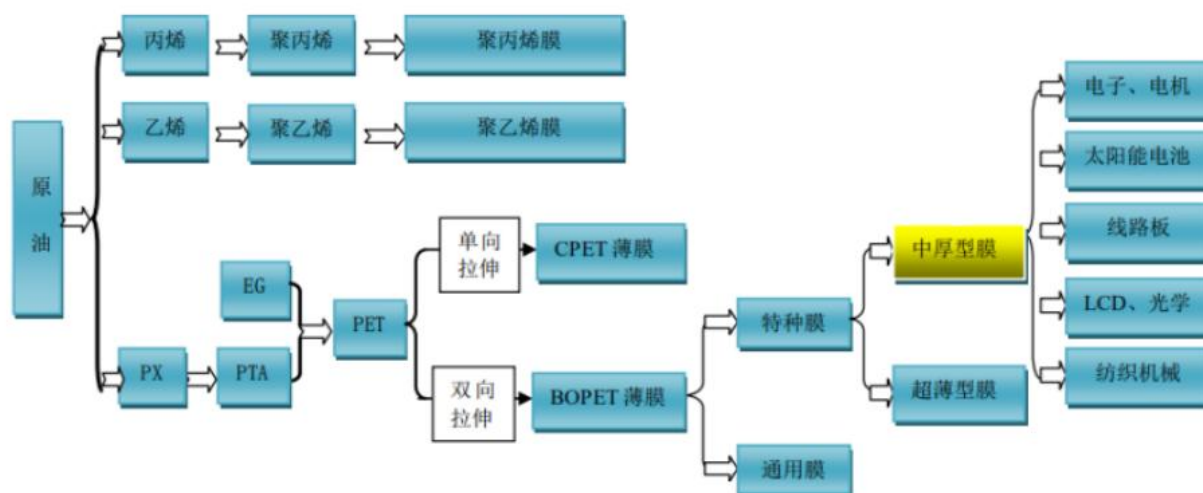 原
油
丙烯
聚丙烯
聚丙烯膜
乙烯
聚乙烯
聚乙烯膜
EG
PX
PTA
PET
单向
拉伸
CPET 薄膜
双向
拉伸
BOPET 薄膜
特种膜
通用膜
中厚型膜
超薄型膜
电子、电机
太阳能电池
线路板
LCD、光学
纺织机械